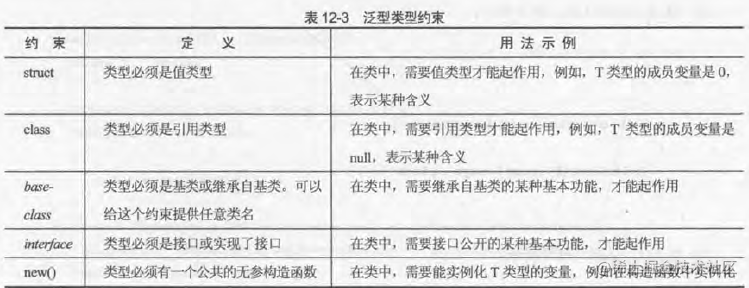 表 12-3 泛型类型约束
约 束 定 义 用 法 示 例
struct 类型必须是值类型 在类中，需要值类型才能起作用，例如，T 类型的成员变量是 0，
表示某种含义
class 类型必须是引用类型 在类中，需要引用类型才能起作用，例如，T 类型的成员变量是
null，表示某种含义
base- 类型必须是基类或继承自基类。可以 在类中，需要继承自基类的某种基本功能，才能起作用
class 给这个约束提供任意类名
interface 类型必须是接口或实现了接口 在类中，需要接口公开的某种基本功能，才能起作用
new() 类型必须有一个公共的无参构造函数 在类中，需要能实例化 T 类型的变量，例如在构造函数中实例化
@稀土掘金技术社区